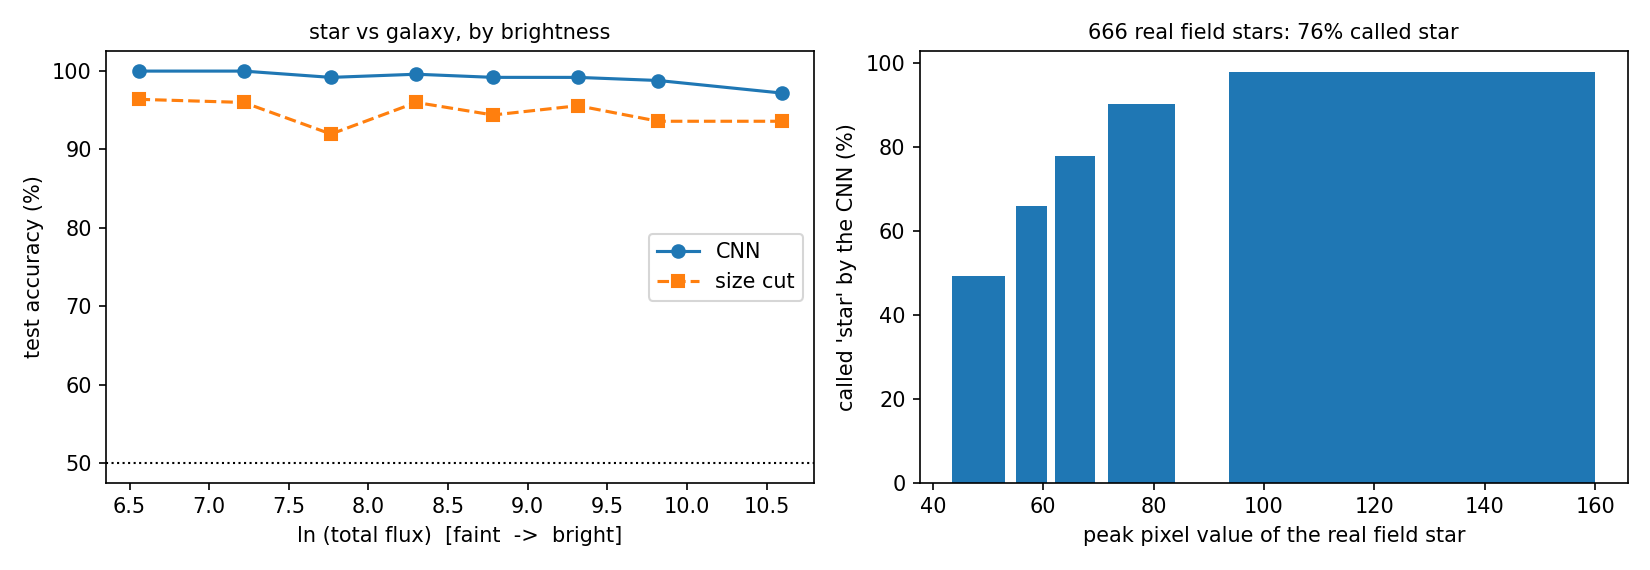 star vs galaxy, by brightness
test accuracy (%)
100
90
80
70
60
50
CNN
size cut
6.5 7.0 7.5 8.0 8.5 9.0 9.5 10.0 10.5
ln (total flux)  [faint  ->  bright]
666 real field stars: 76% called star
called 'star' by the CNN (%)
100
80
60
40
20
0
40 60 80 100 120 140 160
peak pixel value of the real field star